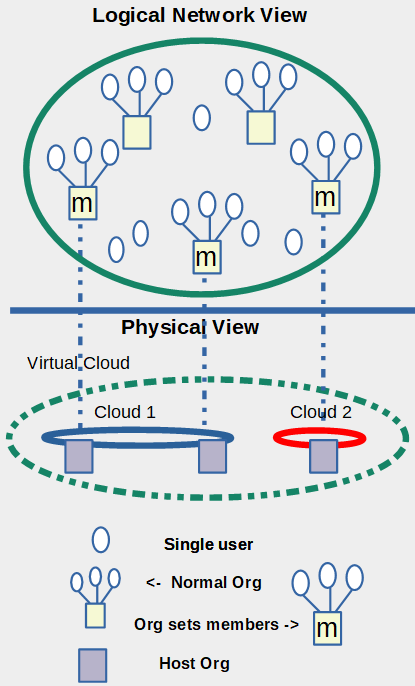 Logical Network View
m
m
m
Physical View
Virtual Cloud
Cloud 1
Cloud 2
Single user
<- Normal Org
Org sets members ->
m
Host Org